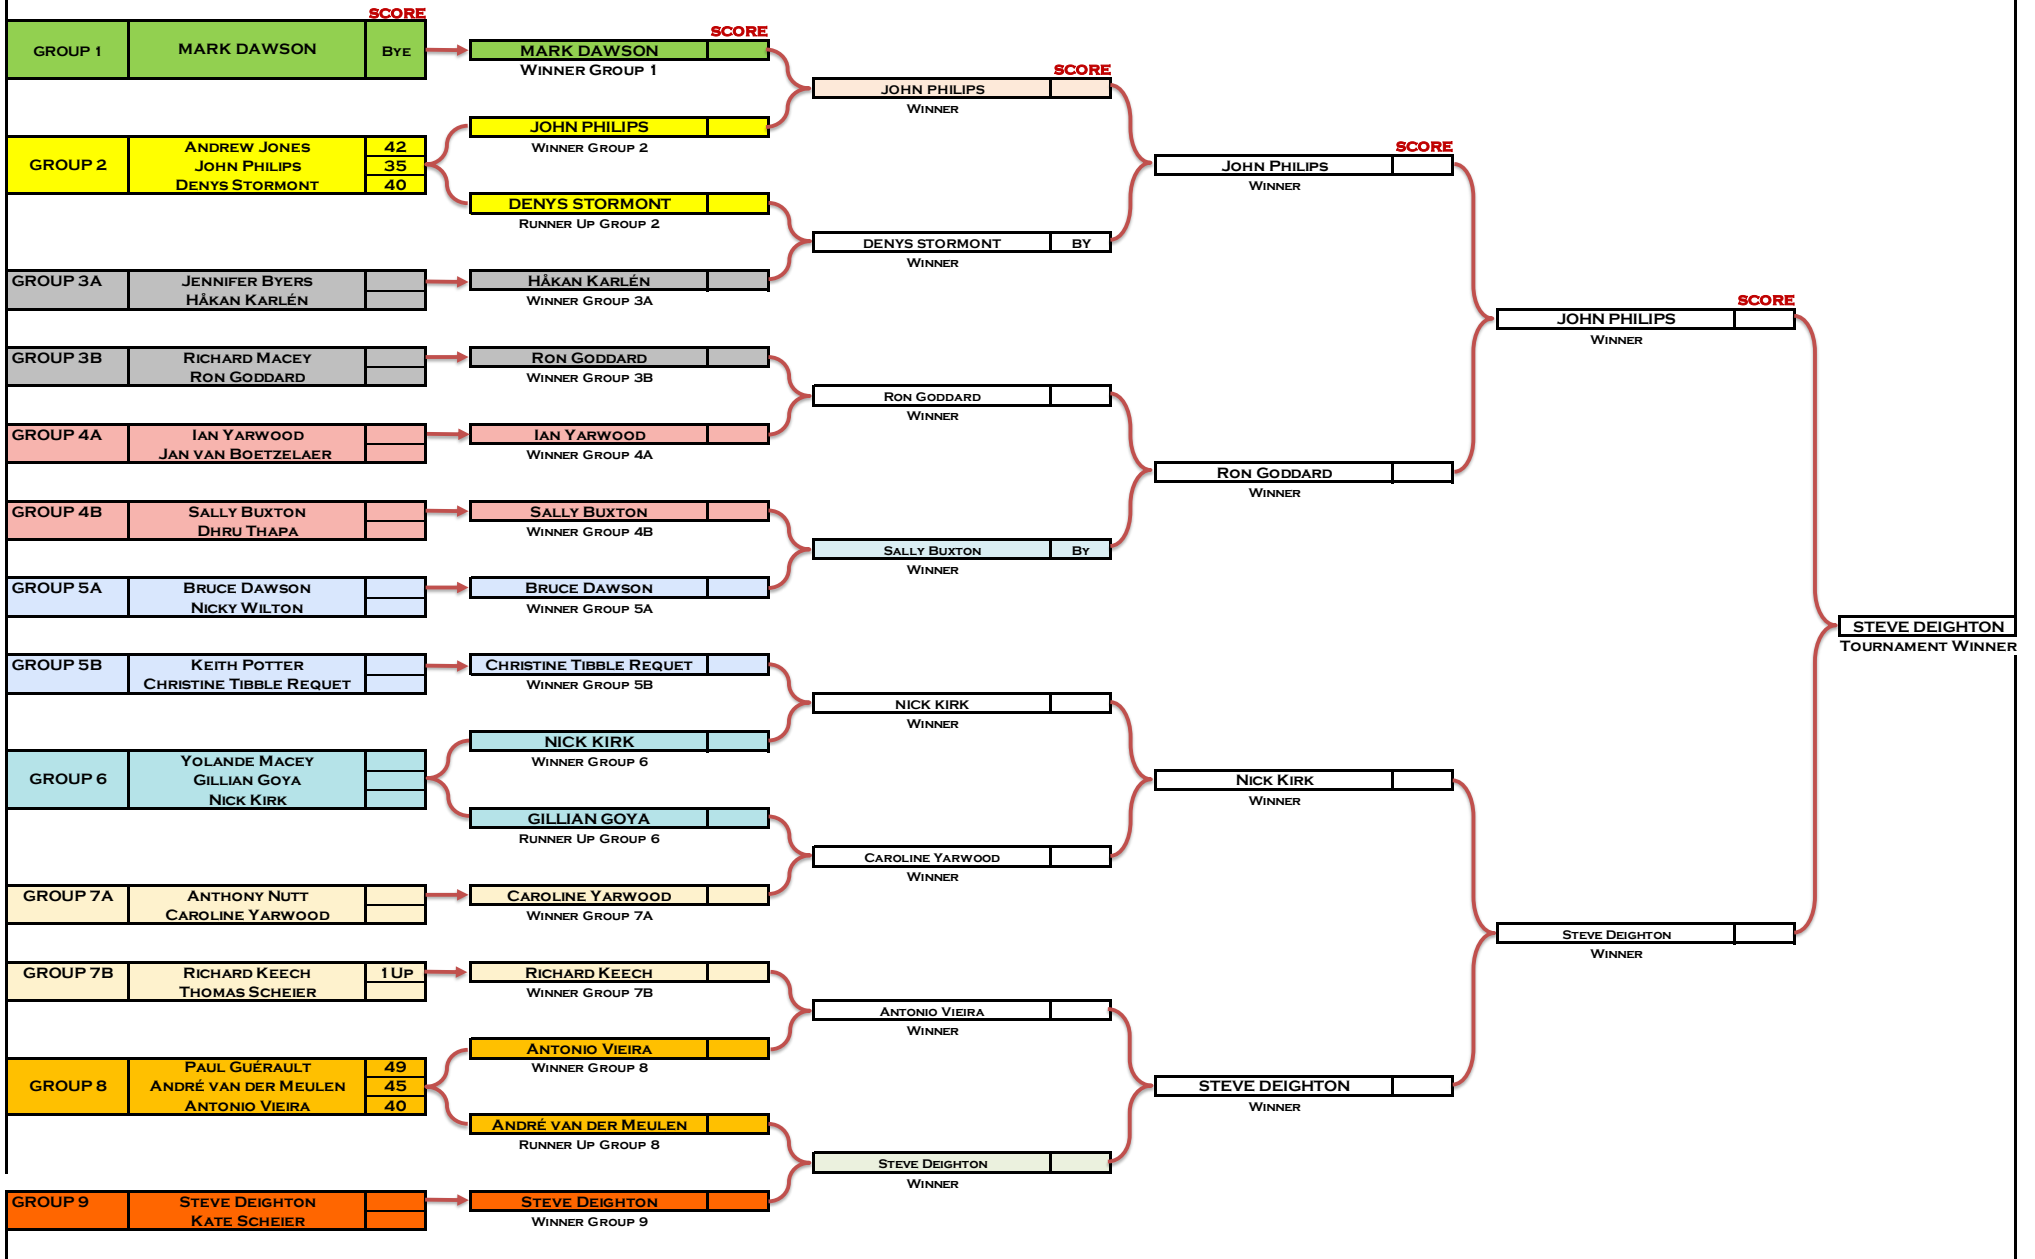 SCORE
GROUP 1 MARK DAWSON BYE
GROUP 2 ANDREW JONES 42
JOHN PHILIPS 35
DENYS STORMONT 40
GROUP 3A JENNIFER BYERS
HÅKAN KARLÉN
GROUP 3B RICHARD MACEY
RON GODDARD
GROUP 4A IAN YARWOOD
JAN VAN BOETZELAER
GROUP 4B SALLY BUXTON
DHRU THAPA
GROUP 5A BRUCE DAWSON
NICKY WILTON
GROUP 5B KEITH POTTER
CHRISTINE TIBBLE REQUET
GROUP 6 YOLANDE MACEY
GILLIAN GOYA
NICK KIRK
GROUP 7A ANTHONY NUTT
CAROLINE YARWOOD
GROUP 7B RICHARD KEECH 1 UP
THOMAS SCHEIER
GROUP 8 PAUL GUÉRAULT 49
ANDRÉ VAN DER MEULEN 45
ANTONIO VIEIRA 40
GROUP 9 STEVE DEIGHTON
KATE SCHEIER
SCORE
MARK DAWSON
WINNER GROUP 1
JOHN PHILIPS
WINNER GROUP 2
DENYS STORMONT
RUNNER UP GROUP 2
HÅKAN KARLÉN
WINNER GROUP 3A
RON GODDARD
WINNER GROUP 3B
IAN YARWOOD
WINNER GROUP 4A
SALLY BUXTON
WINNER GROUP 4B
BRUCE DAWSON
WINNER GROUP 5A
CHRISTINE TIBBLE REQUET
WINNER GROUP 5B
NICK KIRK
WINNER GROUP 6
GILLIAN GOYA
RUNNER UP GROUP 6
CAROLINE YARWOOD
WINNER GROUP 7A
RICHARD KEECH
WINNER GROUP 7B
ANTONIO VIEIRA
WINNER GROUP 8
ANDRÉ VAN DER MEULEN
RUNNER UP GROUP 8
STEVE DEIGHTON
WINNER GROUP 9
SCORE
JOHN PHILIPS
WINNER
DENYS STORMONT BY
WINNER
RON GODDARD
WINNER
SALLY BUXTON BY
WINNER
NICK KIRK
WINNER
CAROLINE YARWOOD
WINNER
ANTONIO VIEIRA
WINNER
STEVE DEIGHTON
WINNER
SCORE
JOHN PHILIPS
WINNER
RON GODDARD
WINNER
NICK KIRK
WINNER
STEVE DEIGHTON
WINNER
SCORE
JOHN PHILIPS
WINNER
STEVE DEIGHTON
WINNER
STEVE DEIGHTON
TOURNAMENT WINNER